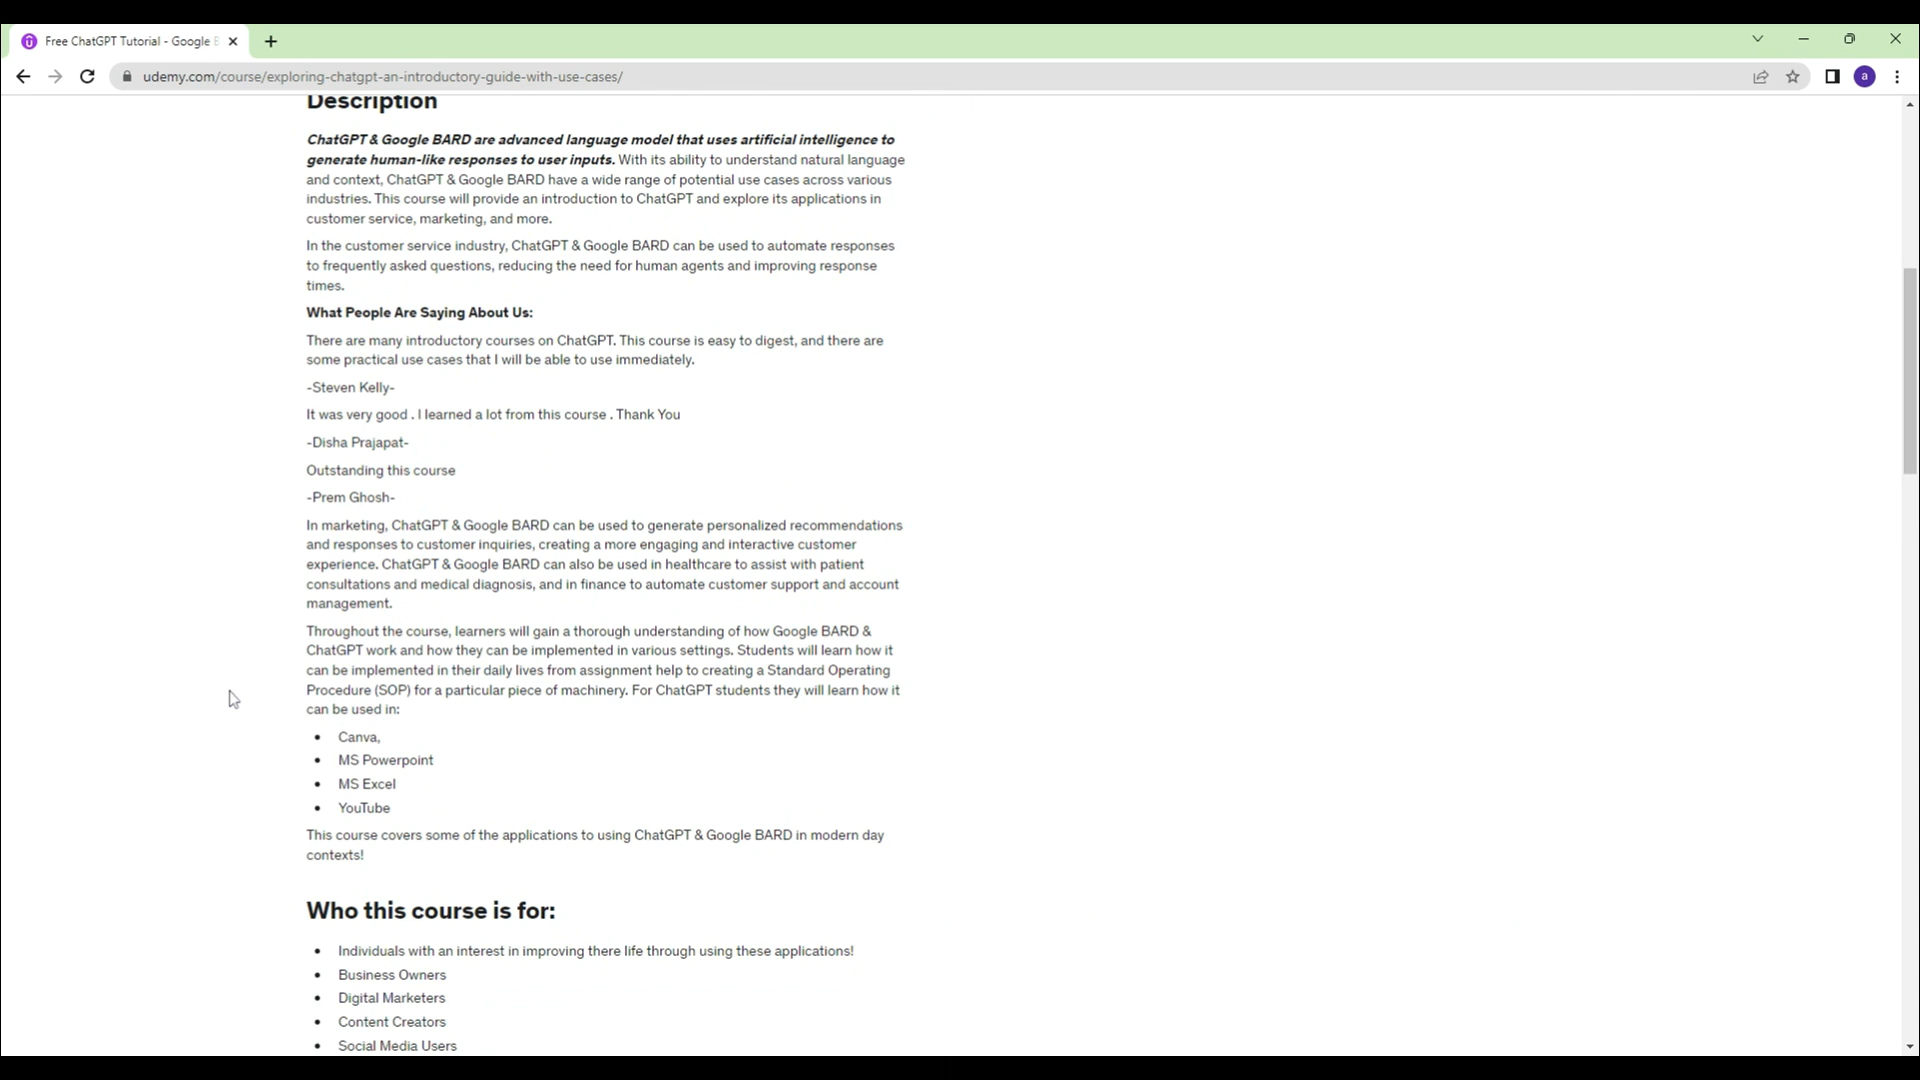 Free ChatGPT Tutorial - Google B
udemy.com/course/exploring-chatgpt-an-introductory-guide-with-use-cases/
a
Description
ChatGPT & Google BARD are advanced language model that uses artificial intelligence to
generate human-like responses to user inputs. With its ability to understand natural language
and context, ChatGPT & Google BARD have a wide range of potential use cases across various
industries. This course will provide an introduction to ChatGPT and explore its applications in
customer service, marketing, and more.
In the customer service industry, ChatGPT & Google BARD can be used to automate responses
to frequently asked questions, reducing the need for human agents and improving response
times.
What People Are Saying About Us:
There are many introductory courses on ChatGPT. This course is easy to digest, and there are
some practical use cases that I will be able to use immediately.
-Steven Kelly-
It was very good . I learned a lot from this course . Thank You
-Disha Prajapat-
Outstanding this course
-Prem Ghosh-
In marketing, ChatGPT & Google BARD can be used to generate personalized recommendations
and responses to customer inquiries, creating a more engaging and interactive customer
experience. ChatGPT & Google BARD can also be used in healthcare to assist with patient
consultations and medical diagnosis, and in finance to automate customer support and account
management.
Throughout the course, learners will gain a thorough understanding of how Google BARD &
ChatGPT work and how they can be implemented in various settings. Students will learn how it
can be implemented in their daily lives from assignment help to creating a Standard Operating
Procedure (SOP) for a particular piece of machinery. For ChatGPT students they will learn how it
can be used in:
• Canva,
• MS Powerpoint
• MS Excel
• YouTube
This course covers some of the applications to using ChatGPT & Google BARD in modern day
contexts!
Who this course is for:
• Individuals with an interest in improving there life through using these applications!
• Business Owners
• Digital Marketers
• Content Creators
• Social Media Users